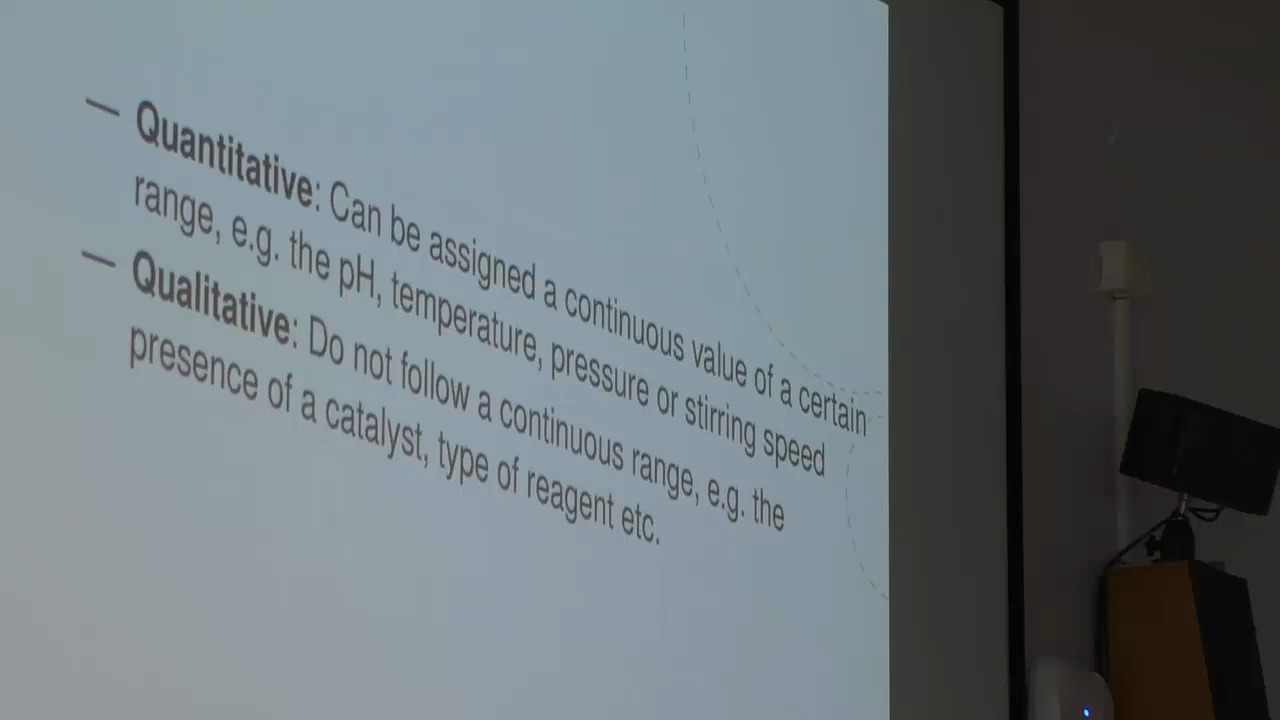 — Quantitative: Can be assigned a continuous value of a certain
range, e.g. the pH, temperature, pressure or stirring speed
— Qualitative: Do not follow a continuous range, e.g. the
presence of a catalyst, type of reagent etc.